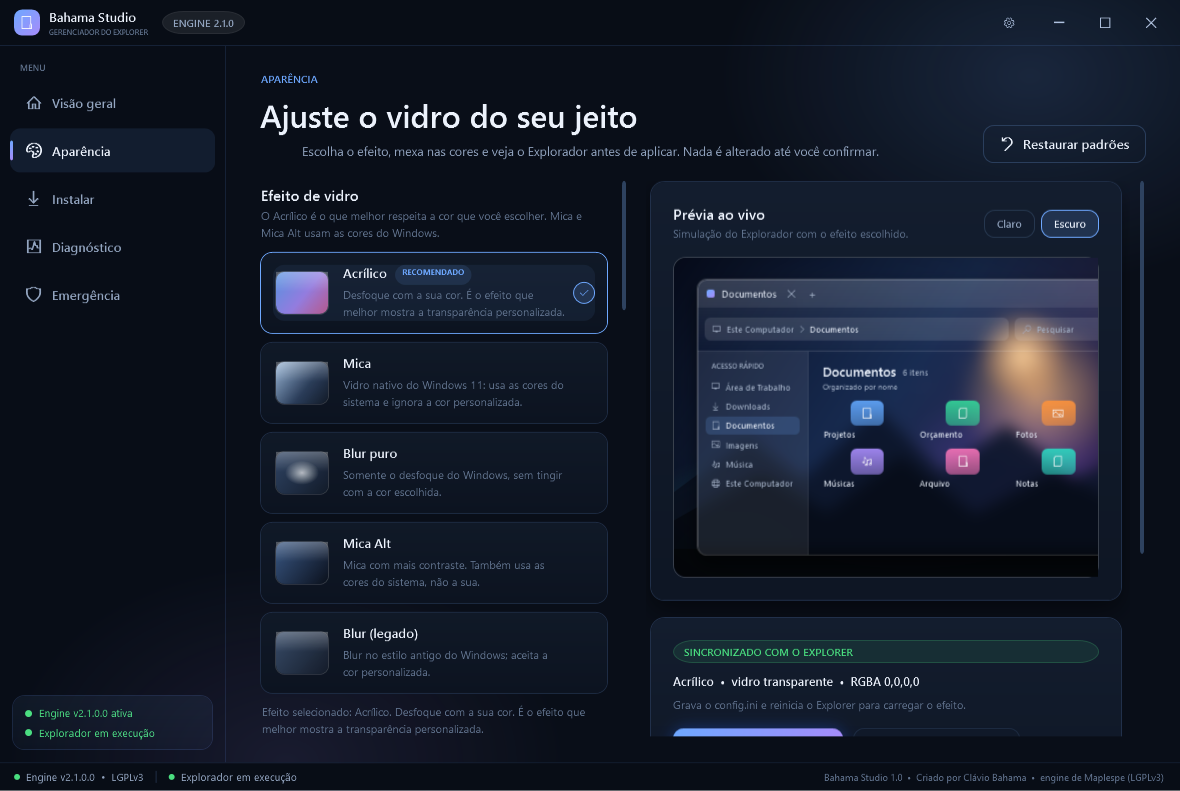 Bahama Studio
GERENCIADOR DO EXPLORER
ENGINE 2.1.0
MENU
Visão geral
Aparência
Instalar
Diagnóstico
Emergência
Engine v2.1.0.0 ativa
Explorador em execução
APARÊNCIA
Ajuste o vidro do seu jeito
Escolha o efeito, mexa nas cores e veja o Explorador antes de aplicar. Nada é alterado até você confirmar.
Restaurar padrões
Efeito de vidro
O Acrílico é o que melhor respeita a cor que você escolher. Mica e
Mica Alt usam as cores do Windows.
Acrílico RECOMENDADO
Desfoque com a sua cor. É o efeito que
melhor mostra a transparência personalizada.
Mica
Vidro nativo do Windows 11: usa as cores do
sistema e ignora a cor personalizada.
Blur puro
Somente o desfoque do Windows, sem tingir
com a cor escolhida.
Mica Alt
Mica com mais contraste. Também usa as
cores do sistema, não a sua.
Blur (legado)
Blur no estilo antigo do Windows; aceita a
cor personalizada.
Efeito selecionado: Acrílico. Desfoque com a sua cor. É o efeito que
melhor mostra a transparência personalizada.
Prévia ao vivo
Simulação do Explorador com o efeito escolhido.
Claro
Escuro
Documentos
Este Computador > Documentos
Pesquisar
ACESSO RÁPIDO
Área de Trabalho
Downloads
Documentos
Imagens
Música
Este Computador
Documentos 6 itens
Organizado por nome
Projetos
Orçamento
Fotos
Músicas
Arquivo
Notas
SINCRONIZADO COM O EXPLORER
Acrílico • vidro transparente • RGBA 0,0,0,0
Grava o config.ini e reinicia o Explorer para carregar o efeito.
Engine v2.1.0.0 • LGPLv3
Explorador em execução
Bahama Studio 1.0 • Criado por Clávio Bahama • engine de Maplespe (LGPLv3)